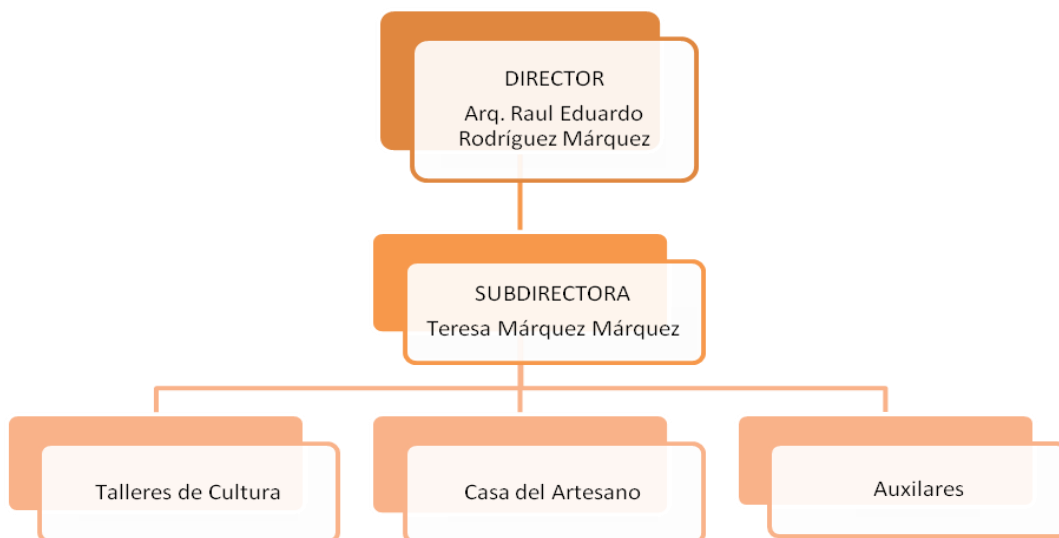 DIRECTOR
Arq. Raul Eduardo
Rodríguez Márquez
SUBDIRECTORA
Teresa Márquez Márquez
Talleres de Cultura
Casa del Artesano
Auxilares